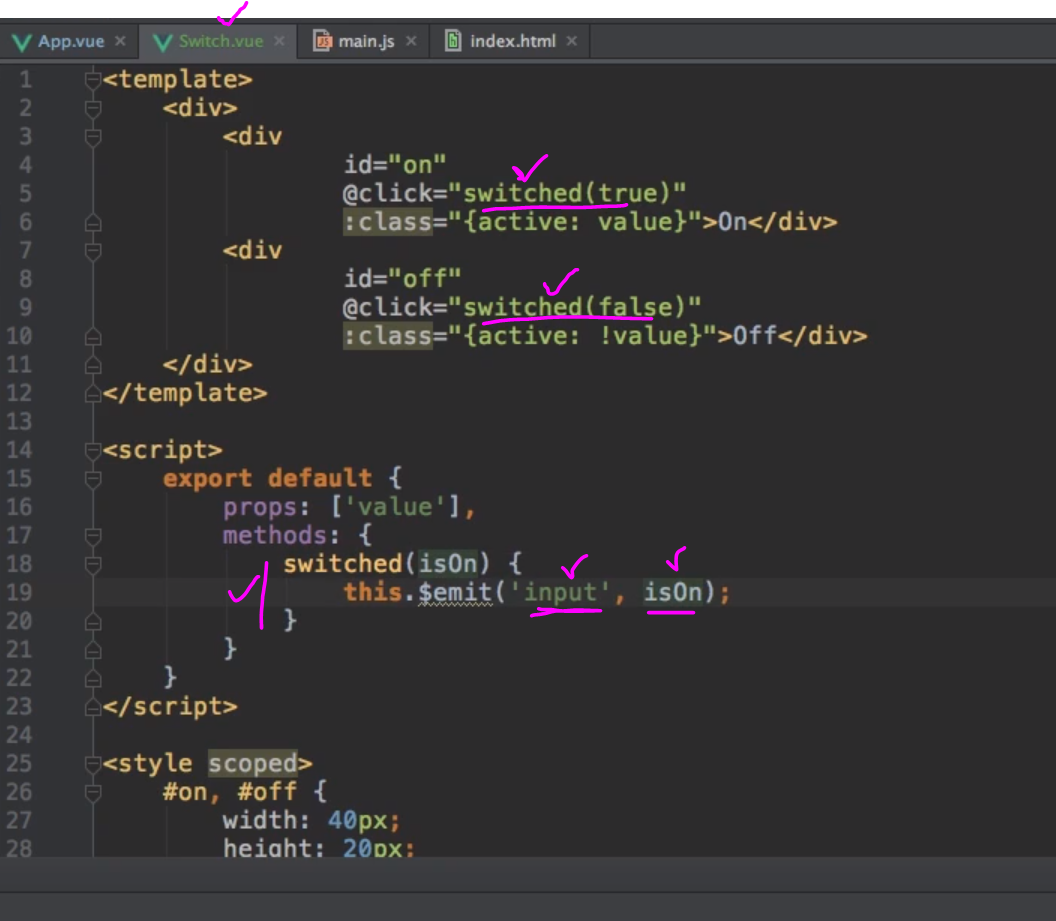 App.vue × Switch.vue × main.js × index.html ×
1 <template>
2 <div>
3 <div
4 id="on"
5 @click="switched(true)"
6 :class="{active: value}">On</div>
7 <div
8 id="off"
9 @click="switched(false)"
10 :class="{active: !value}">Off</div>
11 </div>
12 </template>
13
14 <script>
15 export default {
16 props: ['value'],
17 methods: {
18 switched(isOn) {
19 this.$emit('input', isOn);
20 }
21 }
22 }
23 </script>
24
25 <style scoped>
26 #on, #off {
27 width: 40px;
28 height: 20px;